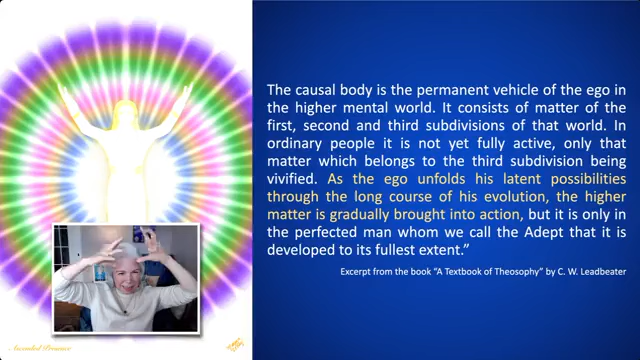 The causal body is the permanent vehicle of the ego in
the higher mental world. It consists of matter of the
first, second and third subdivisions of that world. In
ordinary people it is not yet fully active, only that
matter which belongs to the third subdivision being
vivified. As the ego unfolds his latent possibilities
through the long course of his evolution, the higher
matter is gradually brought into action, but it is only in
the perfected man whom we call the Adept that it is
developed to its fullest extent.”
Excerpt from the book “A Textbook of Theosophy” by C. W. Leadbeater
Ascended Presence